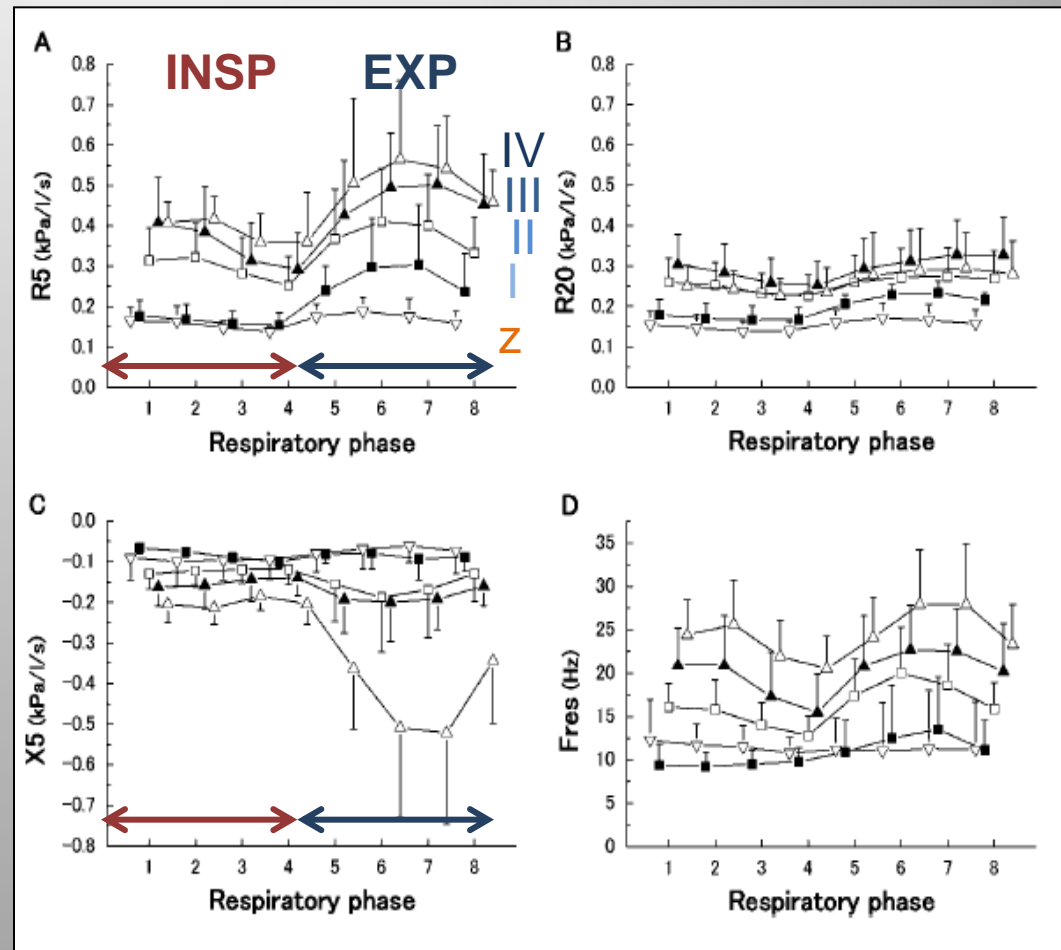 A
INSP EXP
R5 (kPa/l/s)
0.8
0.7
0.6
0.5
0.4
0.3
0.2
0.1
0.0
1 2 3 4 5 6 7 8
Respiratory phase
IV
III
II
I
Z
B
R20 (kPa/l/s)
0.8
0.7
0.6
0.5
0.4
0.3
0.2
0.1
0.0
1 2 3 4 5 6 7 8
Respiratory phase
C
X5 (kPa/l/s)
0.0
-0.1
-0.2
-0.3
-0.4
-0.5
-0.6
-0.7
-0.8
1 2 3 4 5 6 7 8
Respiratory phase
D
Fres (Hz)
35
30
25
20
15
10
5
0
1 2 3 4 5 6 7 8
Respiratory phase